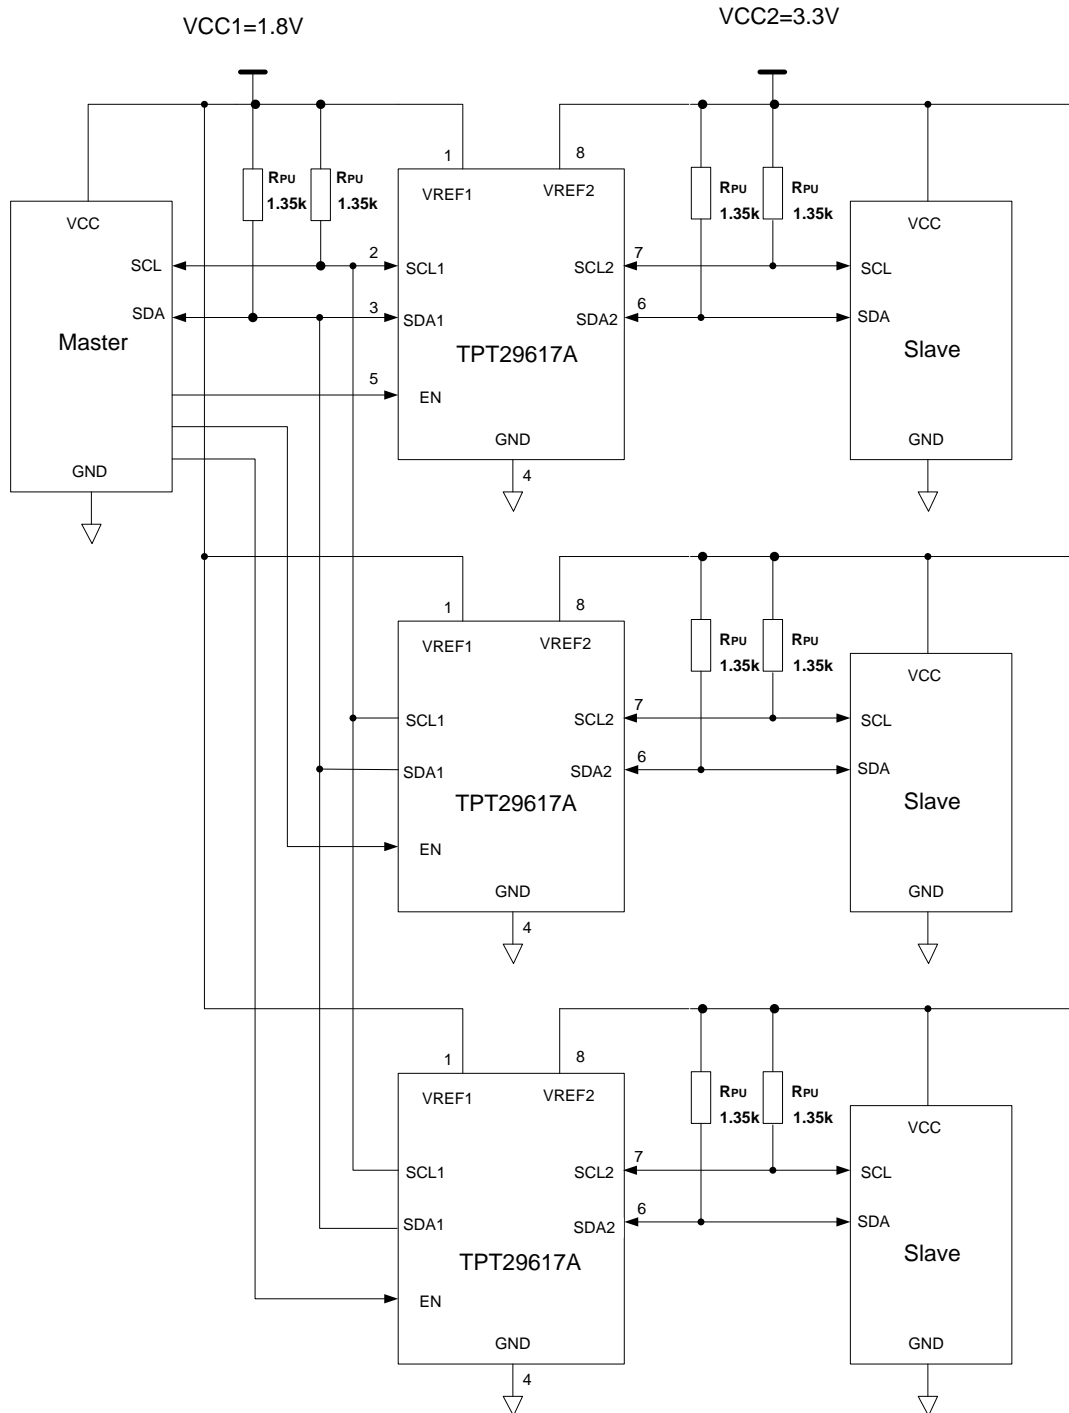 VCC1=1.8V
VCC2=3.3V
1
8
RPU
1.35k
RPU
1.35k
VREF1
VREF2
RPU
1.35k
RPU
1.35k
VCC
VCC
SCL
2
SCL1
SCL2
7
SCL
SDA
3
SDA1
SDA2
6
SDA
Master
TPT29617A
Slave
5
EN
GND
GND
GND
4
1
8
VREF1
VREF2
RPU
1.35k
RPU
1.35k
VCC
SCL1
SCL2
7
SCL
SDA1
SDA2
6
SDA
TPT29617A
Slave
EN
GND
GND
4
1
8
VREF1
VREF2
RPU
1.35k
RPU
1.35k
VCC
SCL1
SCL2
7
SCL
SDA1
SDA2
6
SDA
TPT29617A
Slave
EN
GND
GND
4